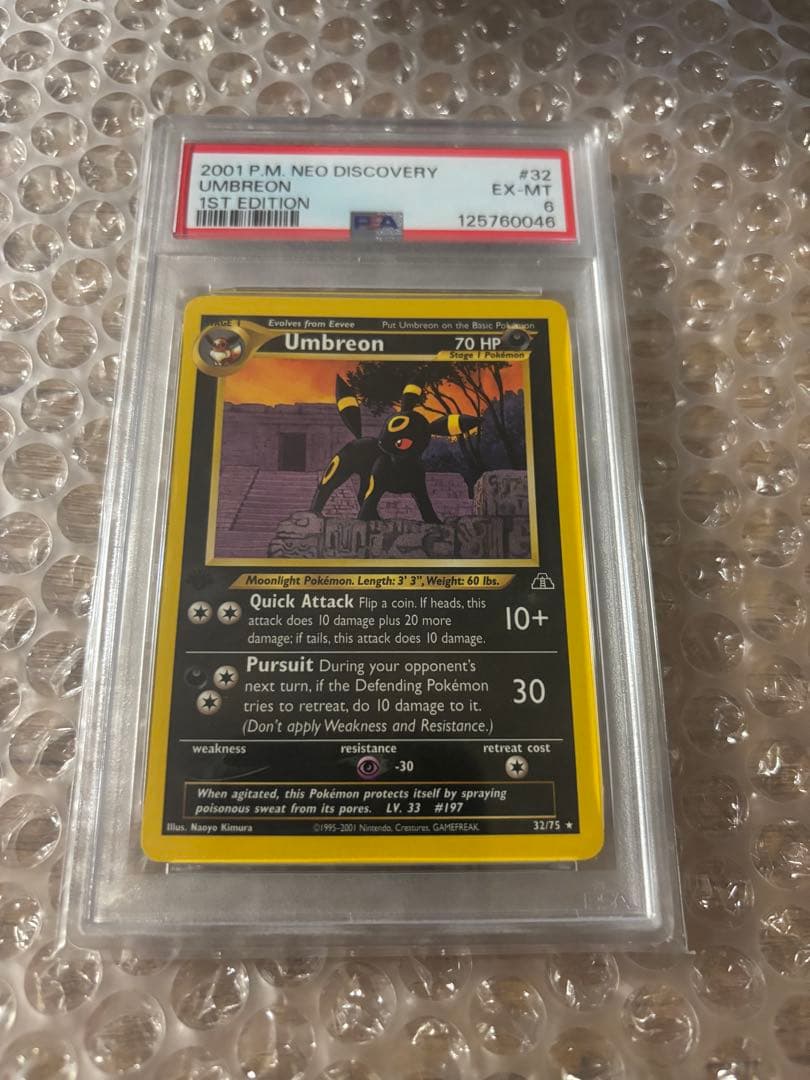 2001 P.M. NEO DISCOVERY #32
UMBREON EX-MT
1ST EDITION 6
PSA 125760046
STAGE 1 Evolves from Eevee Put Umbreon on the Basic Pokémon
Umbreon 70 HP
Stage 1 Pokémon
Moonlight Pokémon. Length: 3' 3", Weight: 60 lbs.
Quick Attack Flip a coin. If heads, this
attack does 10 damage plus 20 more
damage; if tails, this attack does 10 damage.
10+
Pursuit During your opponent's
next turn, if the Defending Pokémon
tries to retreat, do 10 damage to it.
(Don't apply Weakness and Resistance.)
30
weakness resistance retreat cost
-30
When agitated, this Pokémon protects itself by spraying
poisonous sweat from its pores. LV. 33 #197
Illus. Naoyo Kimura ©1995-2001 Nintendo, Creatures, GAMEFREAK. 32/75 ★